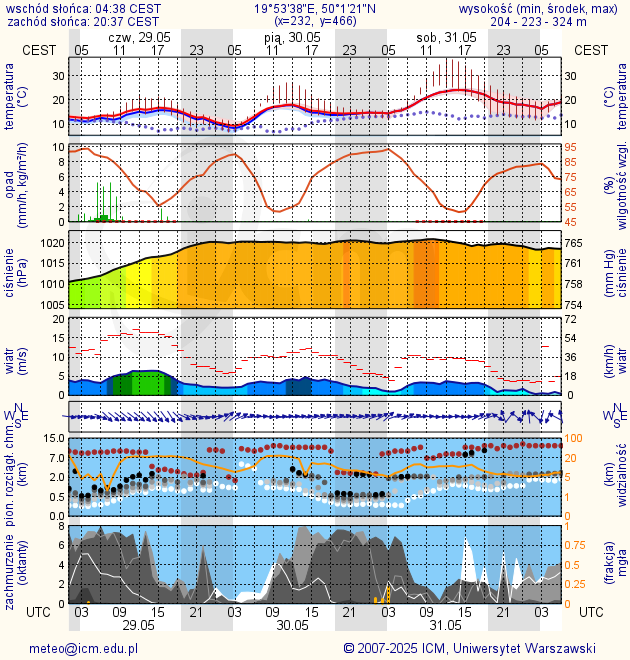 wschód słońca: 04:38 CEST 19°53'38"E, 50°1'21"N wysokość (min, środek, max)
zachód słońca: 20:37 CEST (x=232, y=466) 204 - 223 - 324 m
czw, 29.05 pią, 30.05 sob, 31.05
CEST 05 11 17 23 05 11 17 23 05 11 17 23 05 CEST
temperatura
(°C)
30
20
10
temperatura
(°C)
30
20
10
opad
(mm/h, kg/m²/h)
10
8
6
4
2
0
wilgotność wzgl.
(%)
95
85
75
65
55
45
ciśnienie
(hPa)
1020
1015
1010
1005
ciśnienie
(mm Hg)
765
761
758
754
wiatr
(m/s)
20
15
10
5
0
wiatr
(km/h)
72
54
36
18
0
N
W E
S
N
W E
S
pion. rozciągł. chm.
(km)
15.0
7.0
2.0
0.5
0.0
widzialność
(km)
100
20
5
1
0
zachmurzenie
(oktanty)
8
6
4
2
0
mgła
(frakcja)
1
0.75
0.5
0.25
0
UTC 03 09 15 21 03 09 15 21 03 09 15 21 03 UTC
29.05 30.05 31.05
meteo@icm.edu.pl © 2007-2025 ICM, Uniwersytet Warszawski